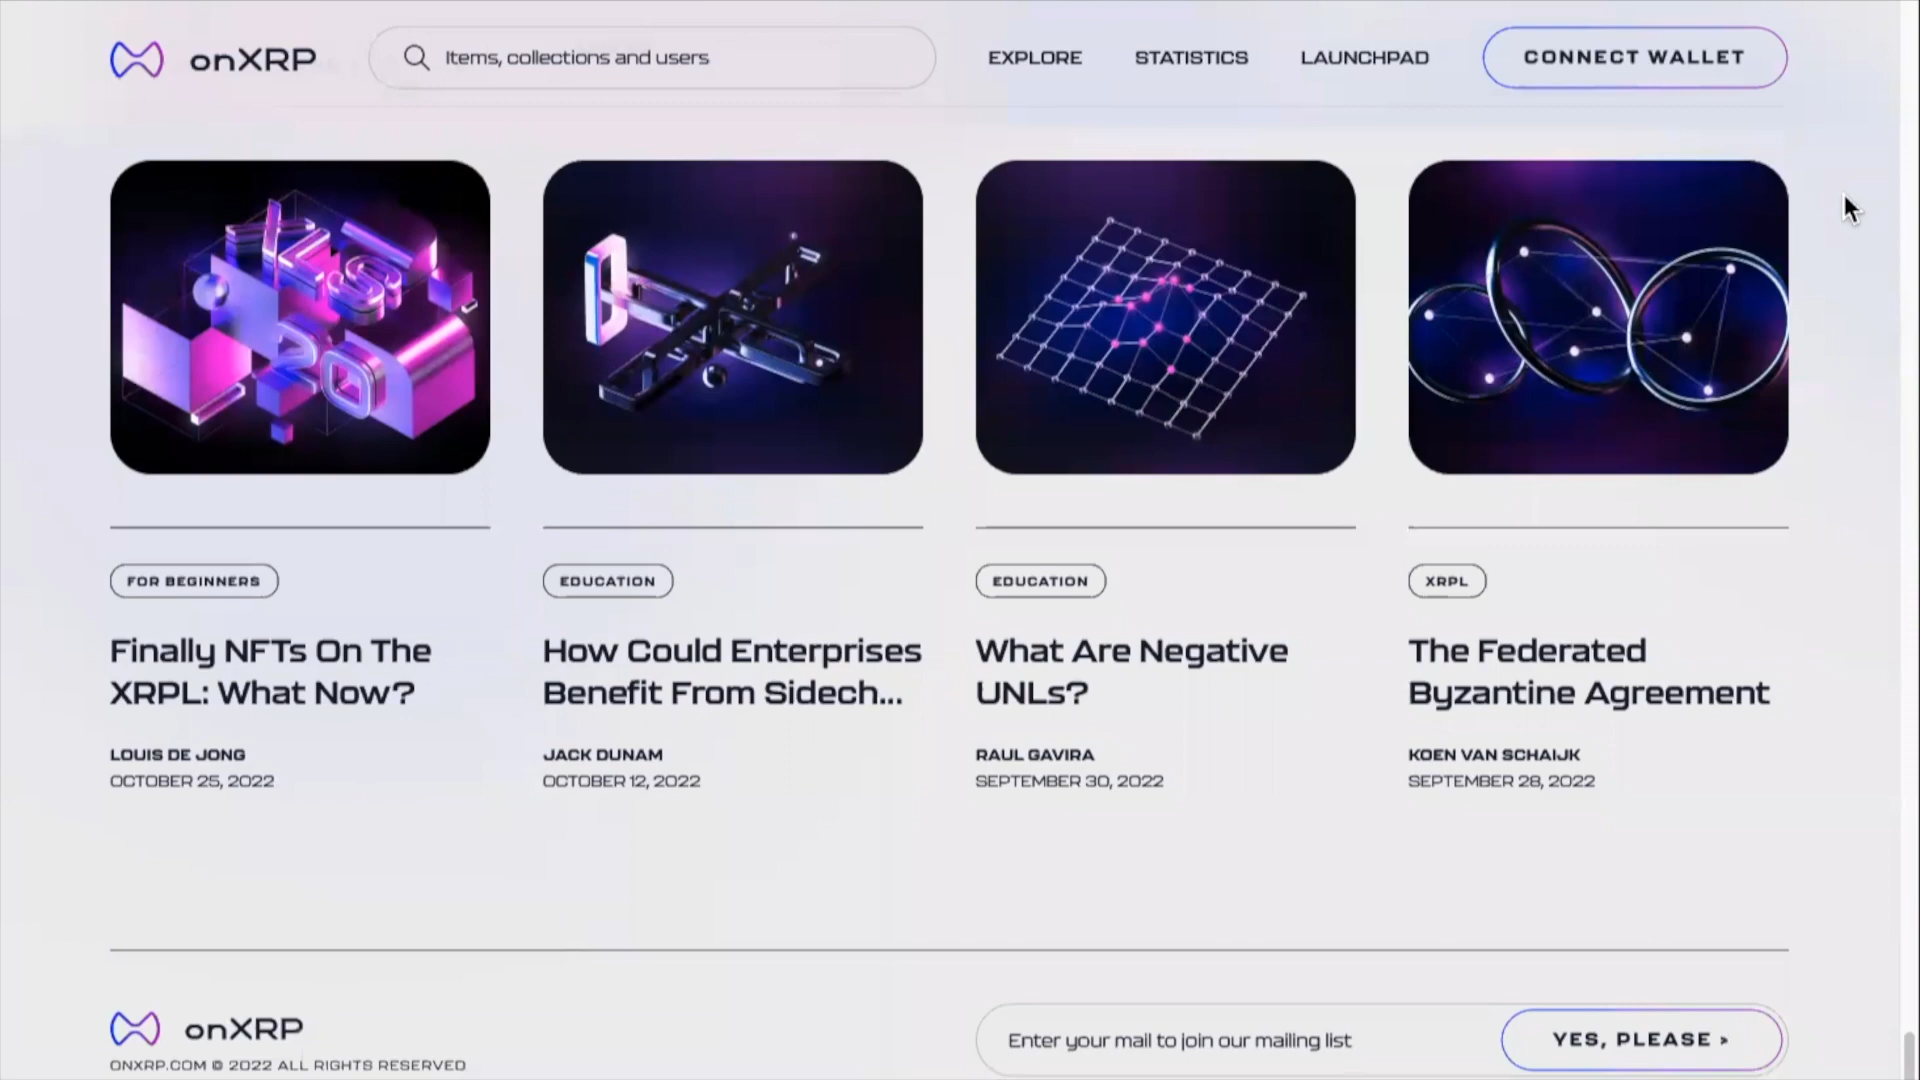 onXRP
Items, collections and users
EXPLORE
STATISTICS
LAUNCHPAD
CONNECT WALLET
XLS
20
FOR BEGINNERS
Finally NFTs On The
XRPL: What Now?
LOUIS DE JONG
OCTOBER 25, 2022
EDUCATION
How Could Enterprises
Benefit From Sidech...
JACK DUNAM
OCTOBER 12, 2022
EDUCATION
What Are Negative
UNLs?
RAUL GAVIRA
SEPTEMBER 30, 2022
XRPL
The Federated
Byzantine Agreement
KOEN VAN SCHAIJK
SEPTEMBER 28, 2022
onXRP
ONXRP.COM © 2022 ALL RIGHTS RESERVED
Enter your mail to join our mailing list
YES, PLEASE >